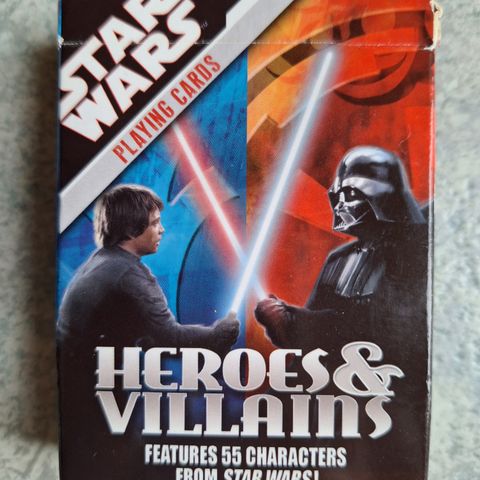 STAR
WARS
PLAYING CARDS
HEROES &
VILLAINS
FEATURES 55 CHARACTERS
FROM STAR WARS!